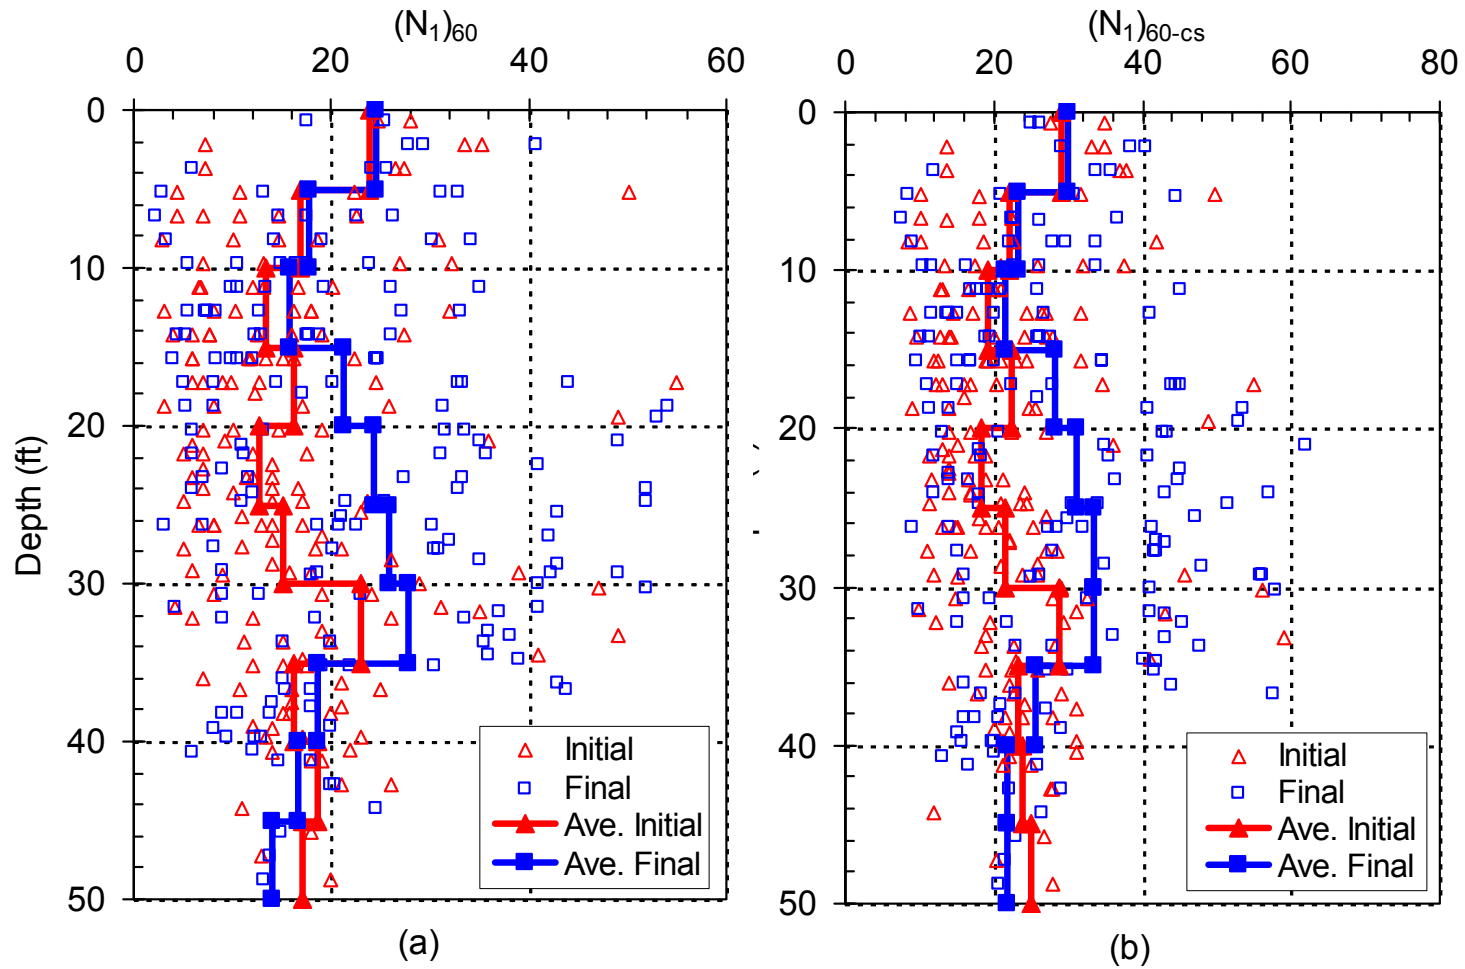 (N1)60
0 20 40 60
0
10
20
30
40
50
Depth (ft)
Initial
Final
Ave. Initial
Ave. Final
(a)
(N1)60-cs
0 20 40 60 80
0
10
20
30
40
50
Initial
Final
Ave. Initial
Ave. Final
(b)